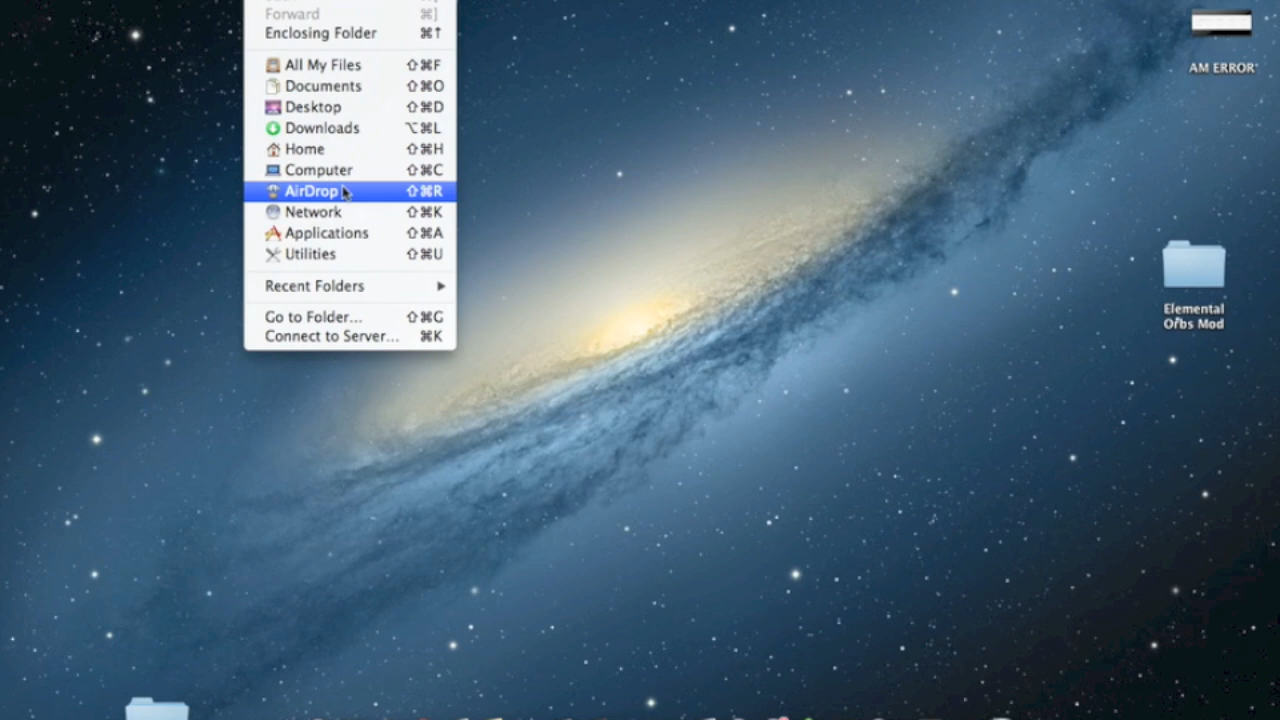 Forward ⌘]
Enclosing Folder ⌘↑
All My Files ⇧⌘F
Documents ⇧⌘O
Desktop ⇧⌘D
Downloads ⌥⌘L
Home ⇧⌘H
Computer ⇧⌘C
AirDrop ⇧⌘R
Network ⇧⌘K
Applications ⇧⌘A
Utilities ⇧⌘U
Recent Folders ▶
Go to Folder... ⇧⌘G
Connect to Server... ⌘K
AM ERROR
Elemental
Orbs Mod